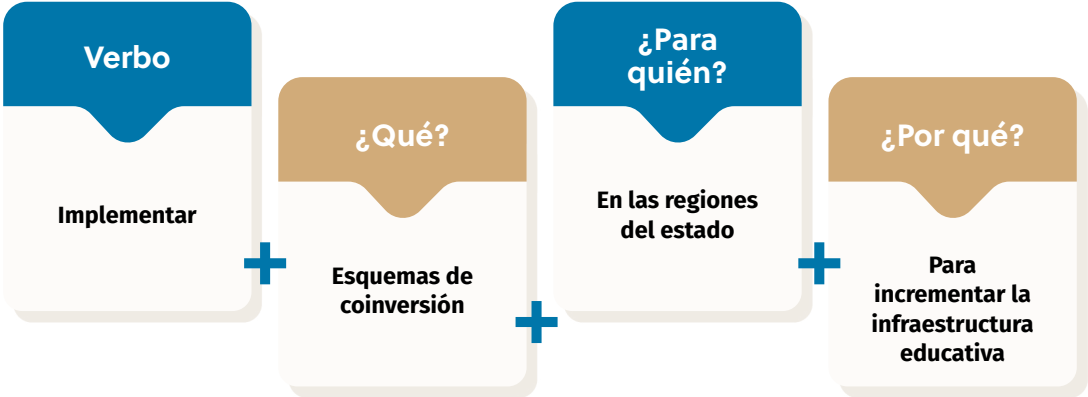 Verbo
Implementar
+
¿Qué?
Esquemas de
coinversión
+
¿Para
quién?
En las regiones
del estado
+
¿Por qué?
Para
incrementar la
infraestructura
educativa